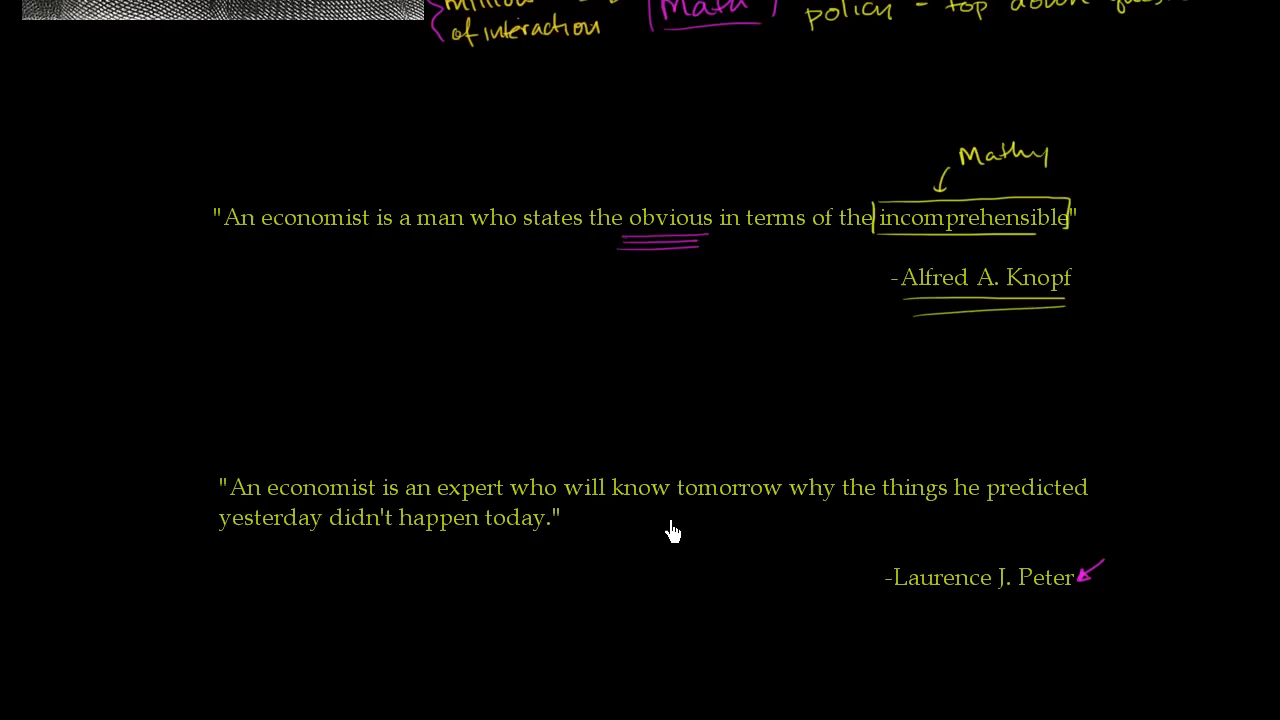 million
of interaction
Math
policy - top down
Mathy
"An economist is a man who states the obvious in terms of the incomprehensible"
-Alfred A. Knopf
"An economist is an expert who will know tomorrow why the things he predicted
yesterday didn't happen today."
-Laurence J. Peter